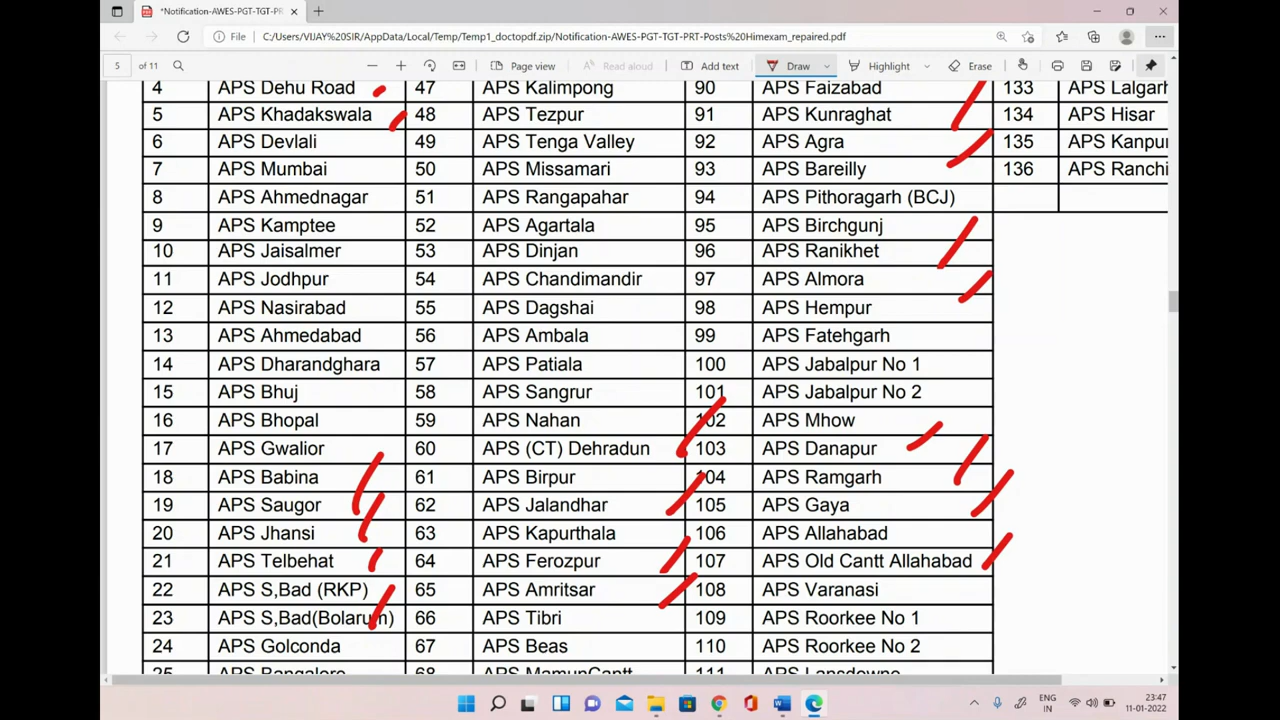 *Notification-AWES-PGT-TGT-PR
File C:/Users/VIJAY%20SIR/AppData/Local/Temp/Temp1_doctopdf.zip/Notification-AWES-PGT-TGT-PRT-Posts%20Himexam_repaired.pdf
5 of 11 Page view Read aloud Add text Draw Highlight Erase
4 APS Dehu Road 47 APS Kalimpong 90 APS Faizabad 133 APS Lalgarh
5 APS Khadakswala 48 APS Tezpur 91 APS Kunraghat 134 APS Hisar
6 APS Devlali 49 APS Tenga Valley 92 APS Agra 135 APS Kanpu
7 APS Mumbai 50 APS Missamari 93 APS Bareilly 136 APS Ranchi
8 APS Ahmednagar 51 APS Rangapahar 94 APS Pithoragarh (BCJ)
9 APS Kamptee 52 APS Agartala 95 APS Birchgunj
10 APS Jaisalmer 53 APS Dinjan 96 APS Ranikhet
11 APS Jodhpur 54 APS Chandimandir 97 APS Almora
12 APS Nasirabad 55 APS Dagshai 98 APS Hempur
13 APS Ahmedabad 56 APS Ambala 99 APS Fatehgarh
14 APS Dharandghara 57 APS Patiala 100 APS Jabalpur No 1
15 APS Bhuj 58 APS Sangrur 101 APS Jabalpur No 2
16 APS Bhopal 59 APS Nahan 102 APS Mhow
17 APS Gwalior 60 APS (CT) Dehradun 103 APS Danapur
18 APS Babina 61 APS Birpur 104 APS Ramgarh
19 APS Saugor 62 APS Jalandhar 105 APS Gaya
20 APS Jhansi 63 APS Kapurthala 106 APS Allahabad
21 APS Telbehat 64 APS Ferozpur 107 APS Old Cantt Allahabad
22 APS S,Bad (RKP) 65 APS Amritsar 108 APS Varanasi
23 APS S,Bad(Bolarum) 66 APS Tibri 109 APS Roorkee No 1
24 APS Golconda 67 APS Beas 110 APS Roorkee No 2
25 APS Bangalore 68 APS MamunCantt 111 APS Lansdowne
ENG
IN
23:47
11-01-2022